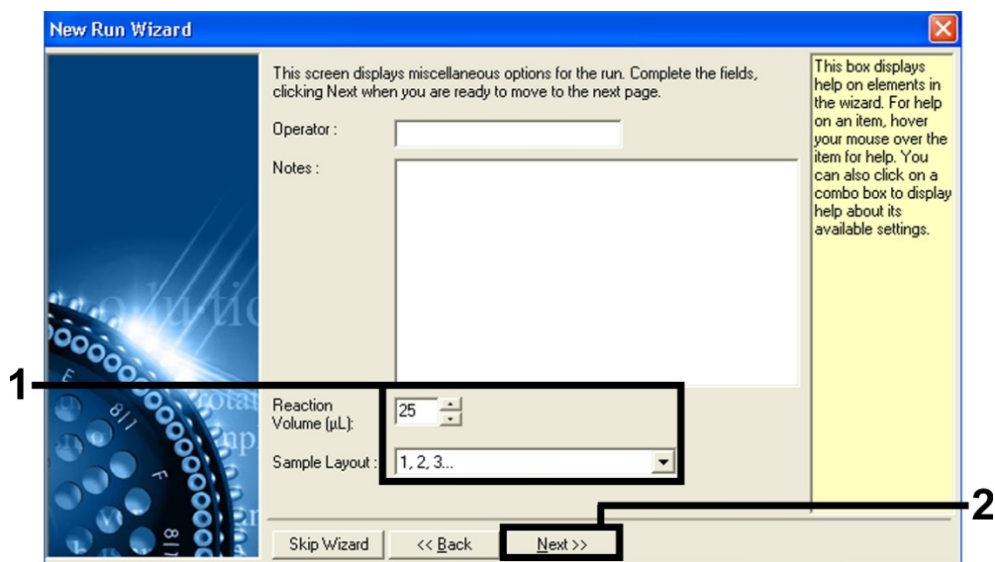 New Run Wizard
This screen displays miscellaneous options for the run. Complete the fields,
clicking Next when you are ready to move to the next page.
Operator :
Notes :
Reaction
Volume (µL):
25
Sample Layout :
1, 2, 3...
Skip Wizard
<< Back
Next >>
This box displays
help on elements in
the wizard. For help
on an item, hover
your mouse over the
item for help. You
can also click on a
combo box to display
help about its
available settings.
1
2
E
8/1
F
8/1